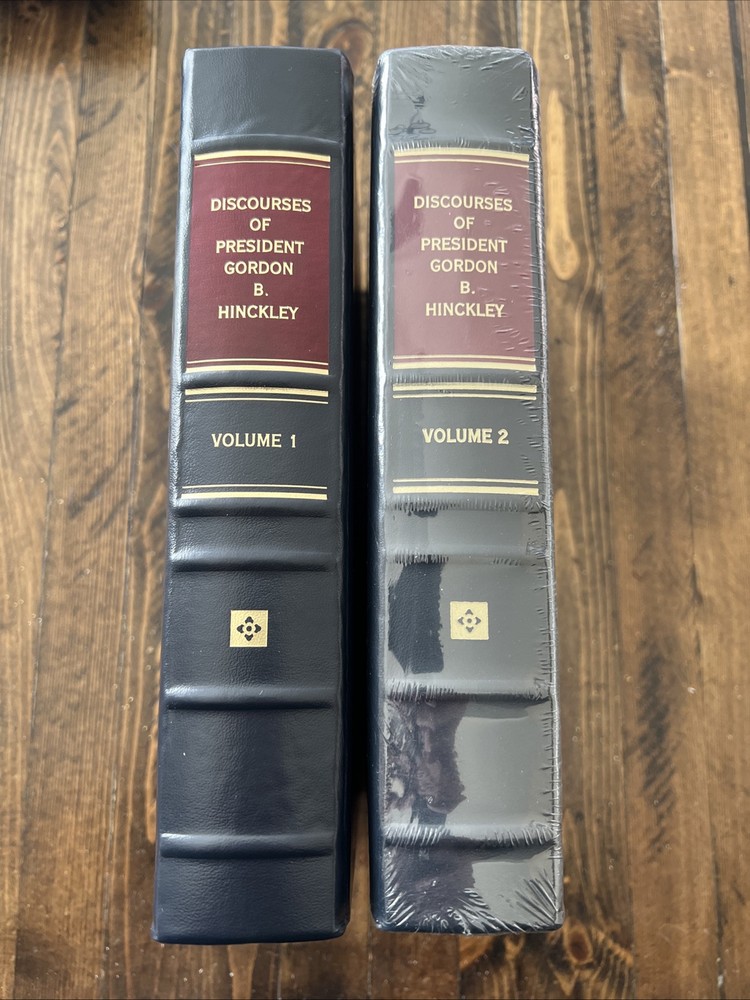 DISCOURSES
OF
PRESIDENT
GORDON
B.
HINCKLEY
VOLUME 1
DISCOURSES
OF
PRESIDENT
GORDON
B.
HINCKLEY
VOLUME 2